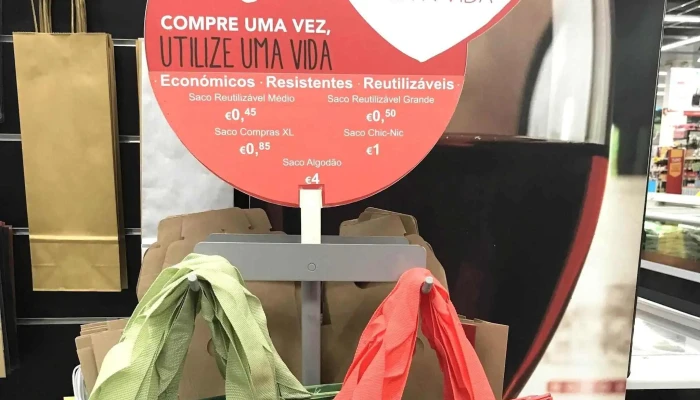 COMPRE UMA VEZ,
UTILIZE UMA VIDA
Económicos · Resistentes · Reutilizáveis
Saco Reutilizável Médio Saco Reutilizável Grande
€0,45 €0,50
Saco Compras XL Saco Chic-Nic
€0,85 €1
Saco Algodão
€4